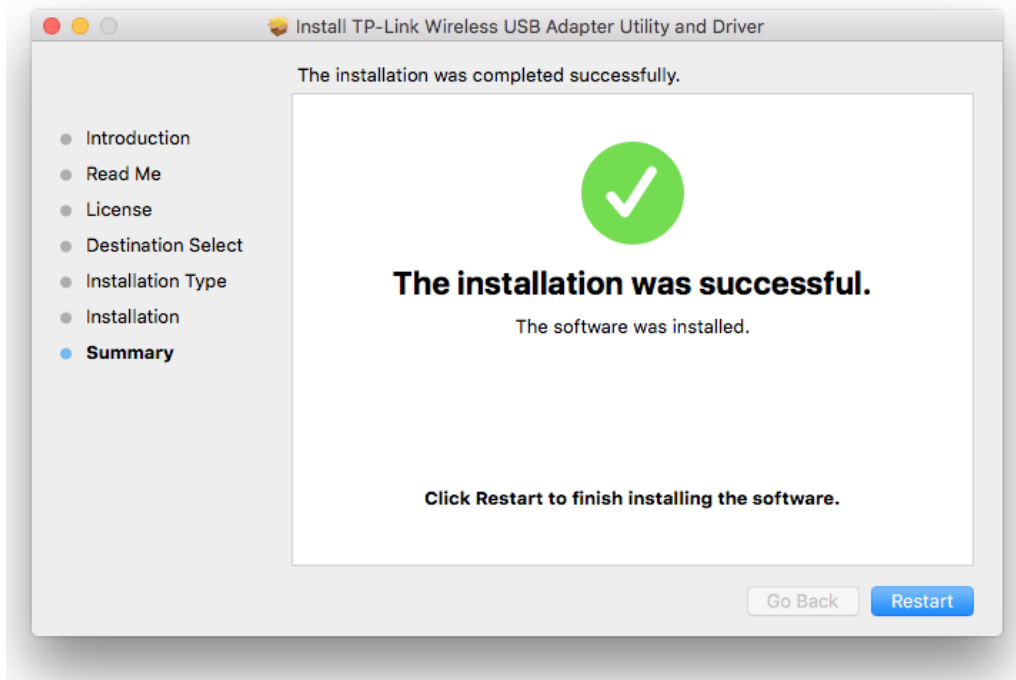 Install TP-Link Wireless USB Adapter Utility and Driver
The installation was completed successfully.
Introduction
Read Me
License
Destination Select
Installation Type
Installation
Summary
The installation was successful.
The software was installed.
Click Restart to finish installing the software.
Go Back
Restart